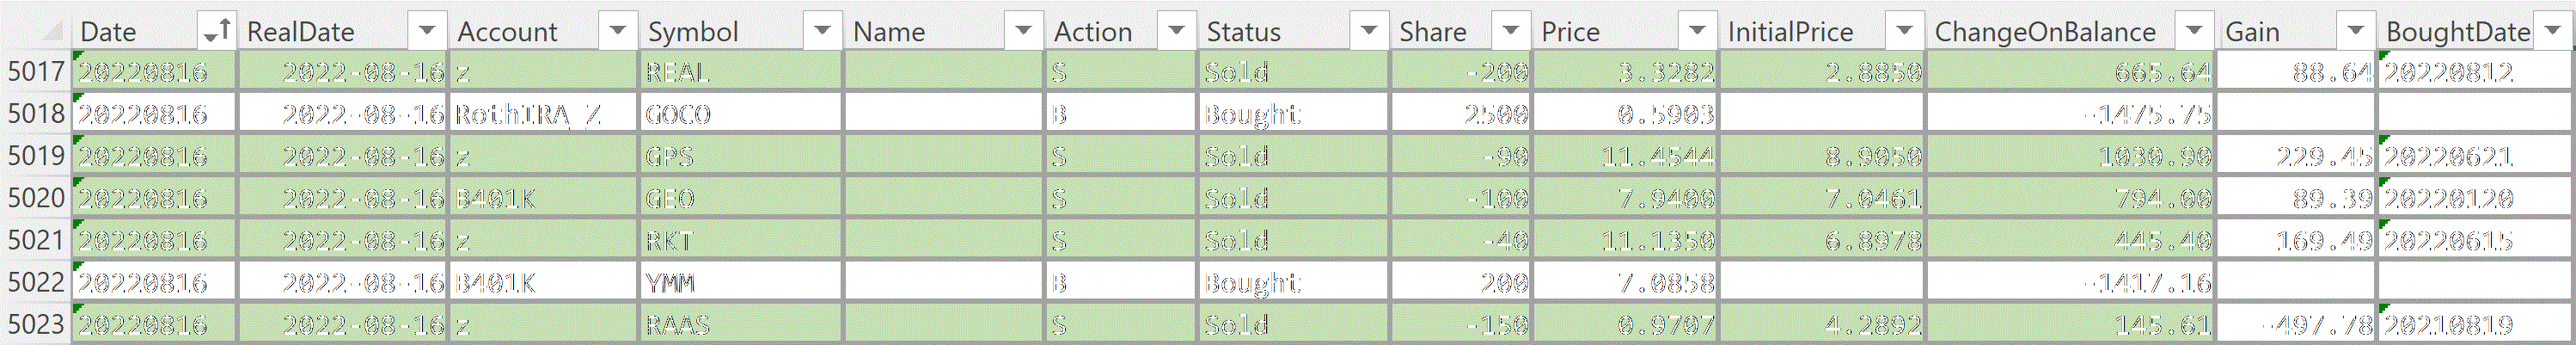 Date RealDate Account Symbol Name Action Status Share Price InitialPrice ChangeOnBalance Gain BoughtDate
5017 20220816 2022-08-16 z REAL S Sold -200 3.3282 2.8850 665.64 88.64 20220812
5018 20220816 2022-08-16 RothIRA_Z GOCO B Bought 2500 0.5903 -1475.75
5019 20220816 2022-08-16 z GPS S Sold -90 11.4544 8.9050 1030.90 229.45 20220621
5020 20220816 2022-08-16 B401K GEO S Sold -100 7.9400 7.0461 794.00 89.39 20220120
5021 20220816 2022-08-16 z RKT S Sold -40 11.1350 6.8978 445.40 169.49 20220615
5022 20220816 2022-08-16 B401K YMM B Bought 200 7.0858 -1417.16
5023 20220816 2022-08-16 z RAAS S Sold -150 0.9707 4.2892 145.61 -497.78 20210819